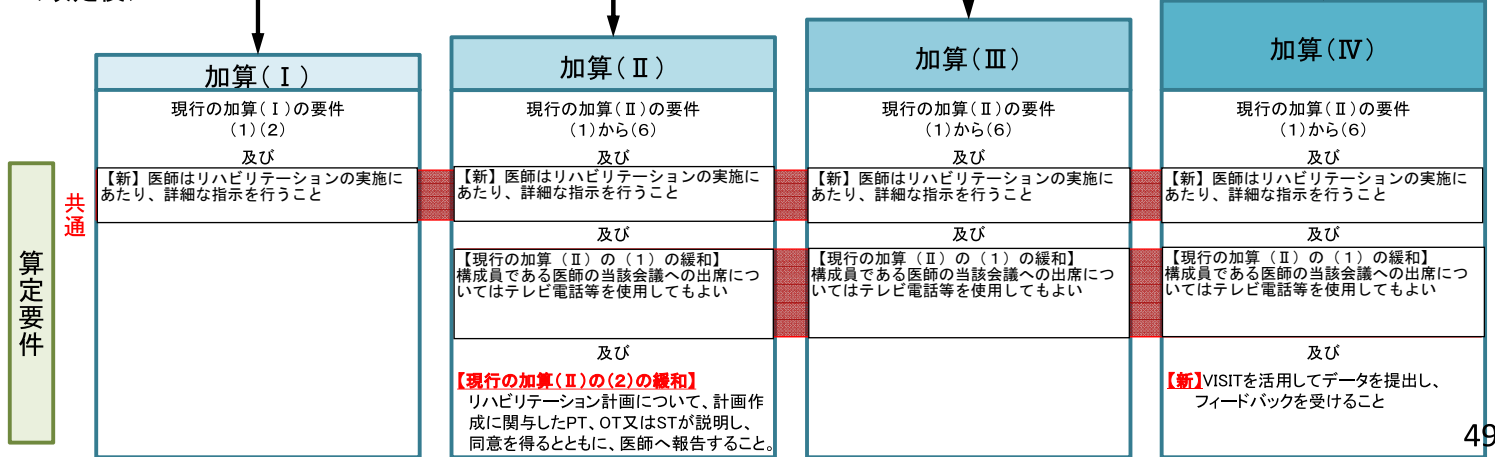 加算(Ⅰ)
加算(Ⅱ)
加算(Ⅲ)
加算(Ⅳ)
算定要件
共通
現行の加算(Ⅰ)の要件
(1)(2)
及び
【新】医師はリハビリテーションの実施に
あたり、詳細な指示を行うこと
現行の加算(Ⅱ)の要件
(1)から(6)
及び
【新】医師はリハビリテーションの実施に
あたり、詳細な指示を行うこと
及び
【現行の加算(Ⅱ)の(1)の緩和】
構成員である医師の当該会議への出席につ
いてはテレビ電話等を使用してもよい
及び
【現行の加算(Ⅱ)の(2)の緩和】
リハビリテーション計画について、計画作
成に関与したPT、OT又はSTが説明し、
同意を得るとともに、医師へ報告すること。
現行の加算(Ⅱ)の要件
(1)から(6)
及び
【新】医師はリハビリテーションの実施に
あたり、詳細な指示を行うこと
及び
【現行の加算(Ⅱ)の(1)の緩和】
構成員である医師の当該会議への出席につ
いてはテレビ電話等を使用してもよい
現行の加算(Ⅱ)の要件
(1)から(6)
及び
【新】医師はリハビリテーションの実施に
あたり、詳細な指示を行うこと
及び
【現行の加算(Ⅱ)の(1)の緩和】
構成員である医師の当該会議への出席につ
いてはテレビ電話等を使用してもよい
及び
【新】VISITを活用してデータを提出し、
フィードバックを受けること
49